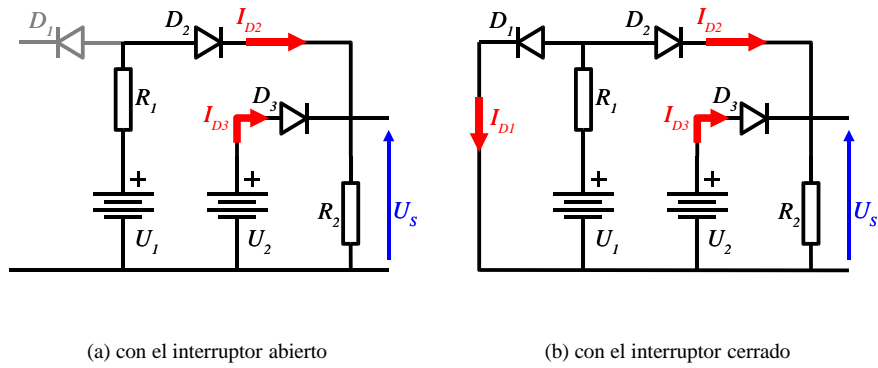 D1
D2
ID2
R1
ID3
D3
U1
U2
R2
US
(a) con el interruptor abierto
D1
D2
ID2
ID1
R1
ID3
D3
U1
U2
R2
US
(b) con el interruptor cerrado